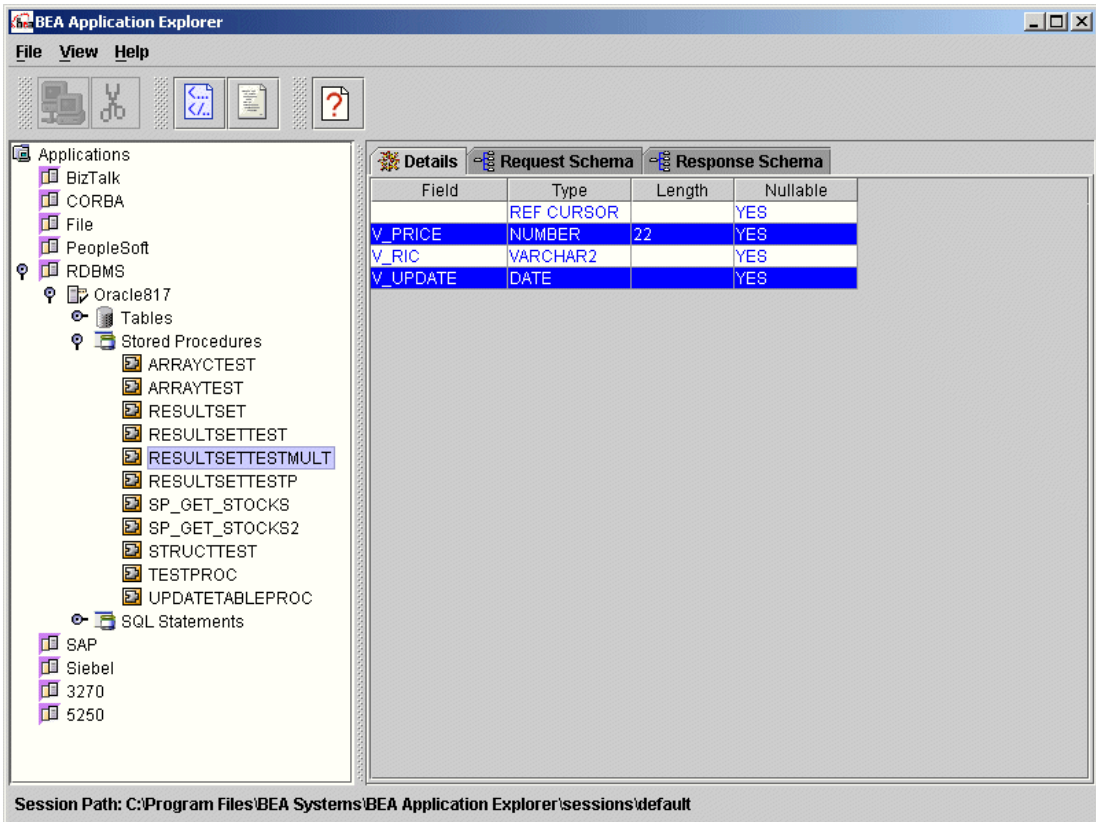 BEA Application Explorer
File View Help
Applications
BizTalk
CORBA
File
PeopleSoft
RDBMS
Oracle817
Tables
Stored Procedures
ARRAYCTEST
ARRAYTEST
RESULTSET
RESULTSETTEST
RESULTSETTESTMULT
RESULTSETTESTP
SP_GET_STOCKS
SP_GET_STOCKS2
STRUCTTEST
TESTPROC
UPDATETABLEPROC
SQL Statements
SAP
Siebel
3270
5250
Details Request Schema Response Schema
Field Type Length Nullable
REF CURSOR YES
V_PRICE NUMBER 22 YES
V_RIC VARCHAR2 YES
V_UPDATE DATE YES
Session Path: C:\Program Files\BEA Systems\BEA Application Explorer\sessions\default